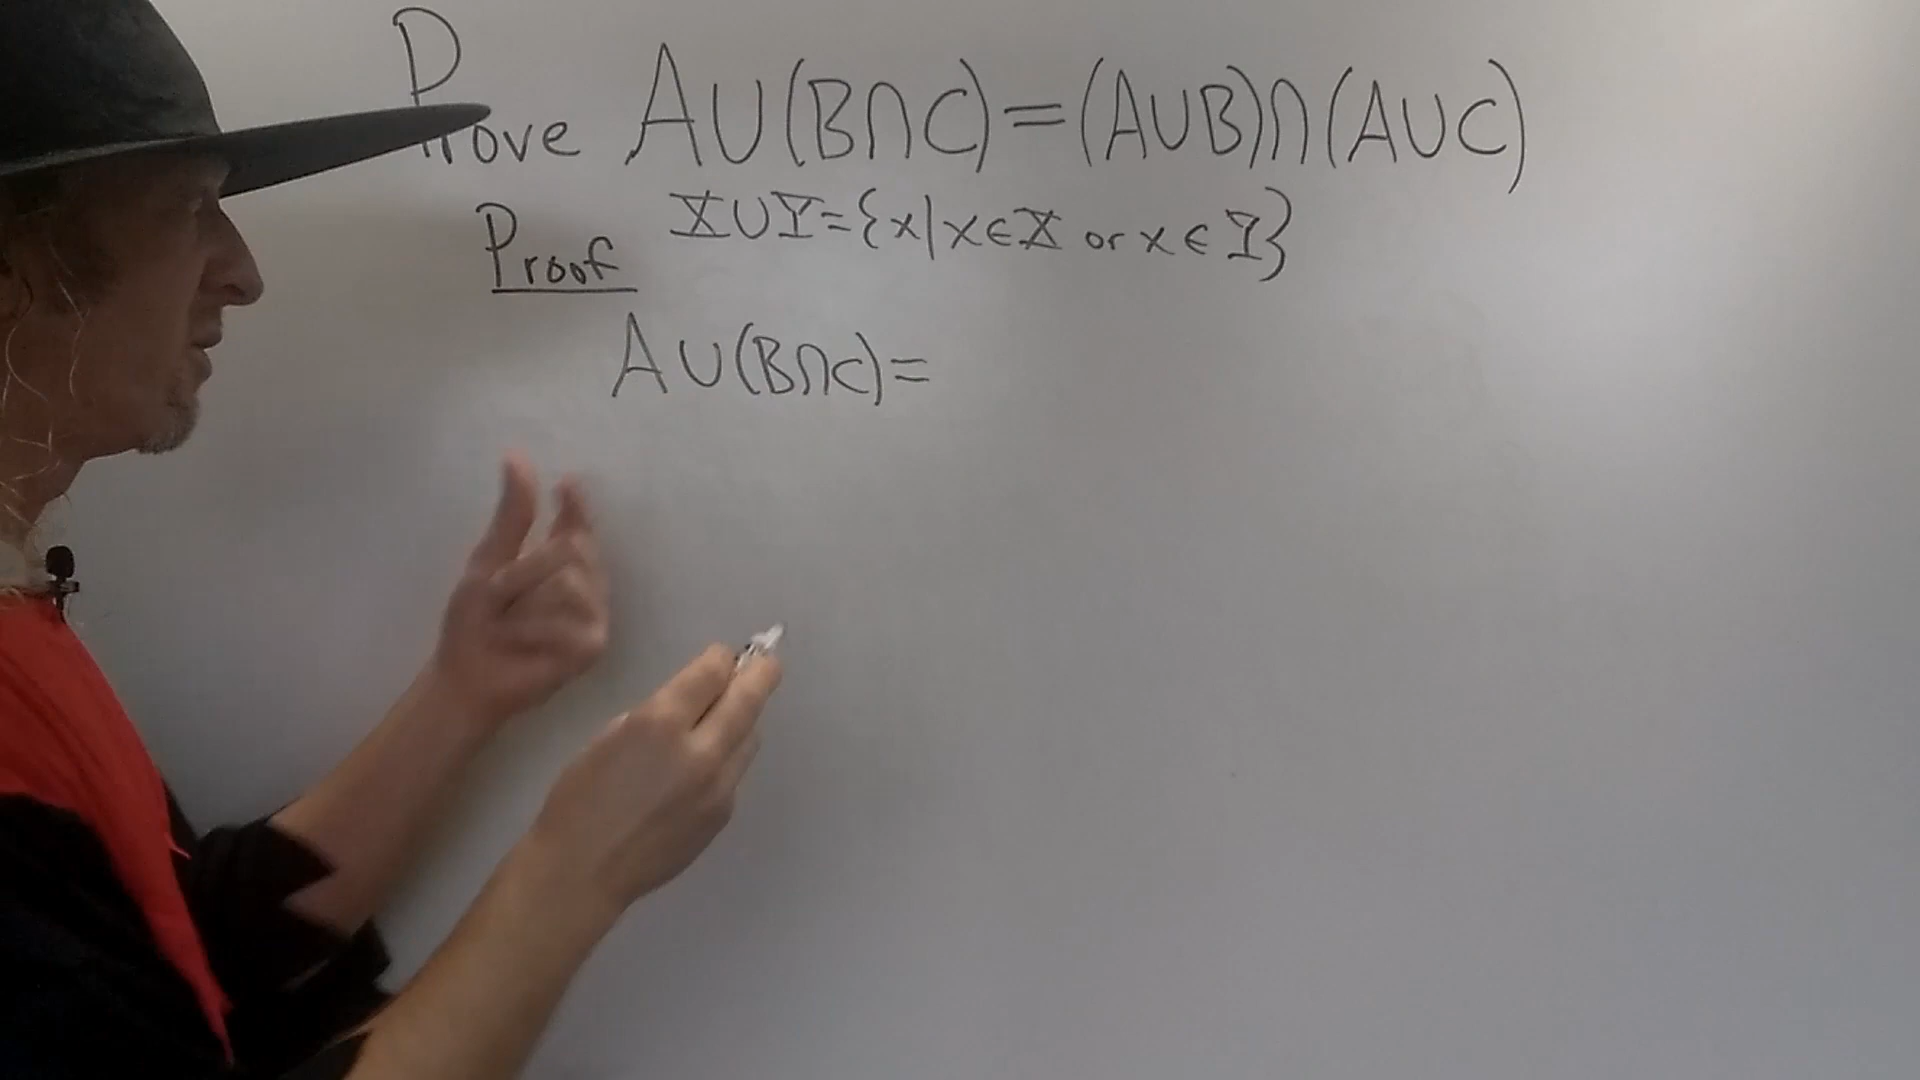 Prove A∪(B∩C)=(A∪B)∩(A∪C)
Proof X∪Y={x|x∈X or x∈Y}
A∪(B∩C)=